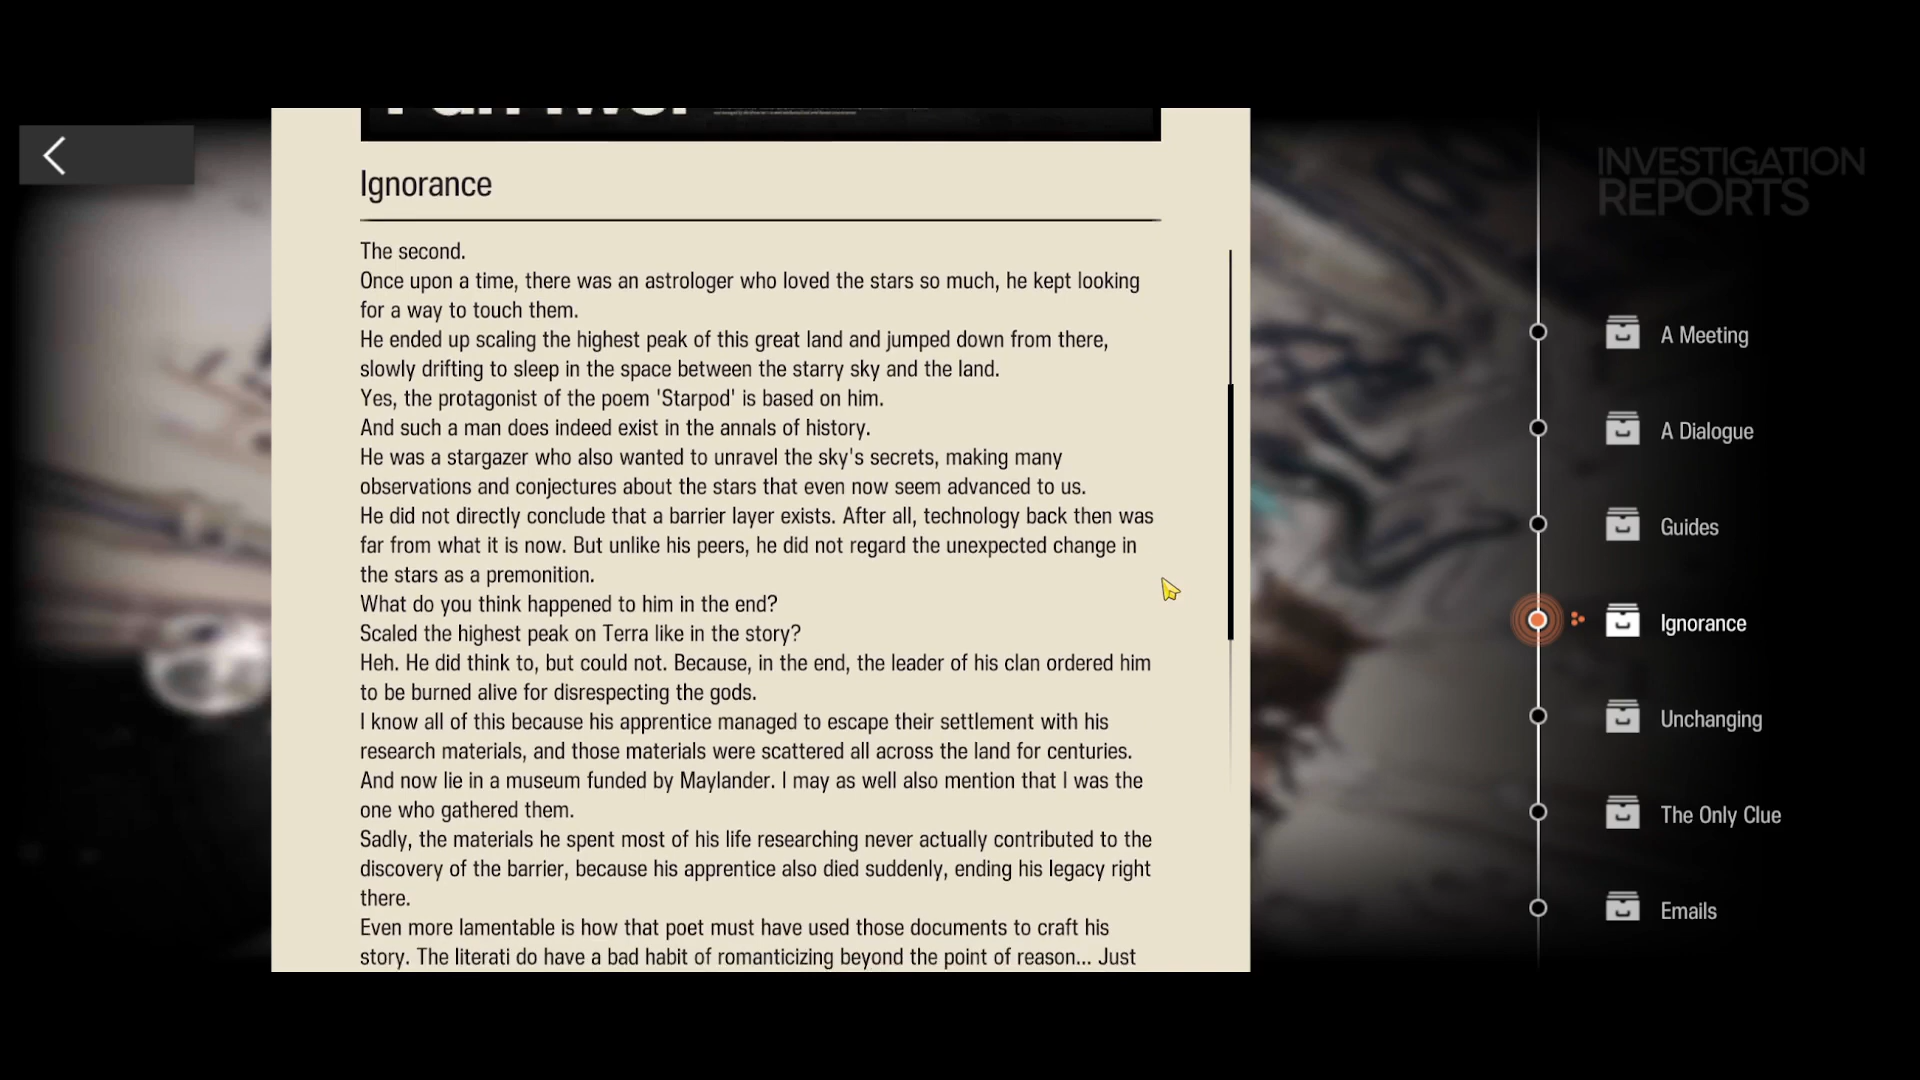 Ignorance
The second.
Once upon a time, there was an astrologer who loved the stars so much, he kept looking
for a way to touch them.
He ended up scaling the highest peak of this great land and jumped down from there,
slowly drifting to sleep in the space between the starry sky and the land.
Yes, the protagonist of the poem 'Starpod' is based on him.
And such a man does indeed exist in the annals of history.
He was a stargazer who also wanted to unravel the sky's secrets, making many
observations and conjectures about the stars that even now seem advanced to us.
He did not directly conclude that a barrier layer exists. After all, technology back then was
far from what it is now. But unlike his peers, he did not regard the unexpected change in
the stars as a premonition.
What do you think happened to him in the end?
Scaled the highest peak on Terra like in the story?
Heh. He did think to, but could not. Because, in the end, the leader of his clan ordered him
to be burned alive for disrespecting the gods.
I know all of this because his apprentice managed to escape their settlement with his
research materials, and those materials were scattered all across the land for centuries.
And now lie in a museum funded by Maylander. I may as well also mention that I was the
one who gathered them.
Sadly, the materials he spent most of his life researching never actually contributed to the
discovery of the barrier, because his apprentice also died suddenly, ending his legacy right
there.
Even more lamentable is how that poet must have used those documents to craft his
story. The literati do have a bad habit of romanticizing beyond the point of reason... Just
INVESTIGATION
REPORTS
A Meeting
A Dialogue
Guides
Ignorance
Unchanging
The Only Clue
Emails